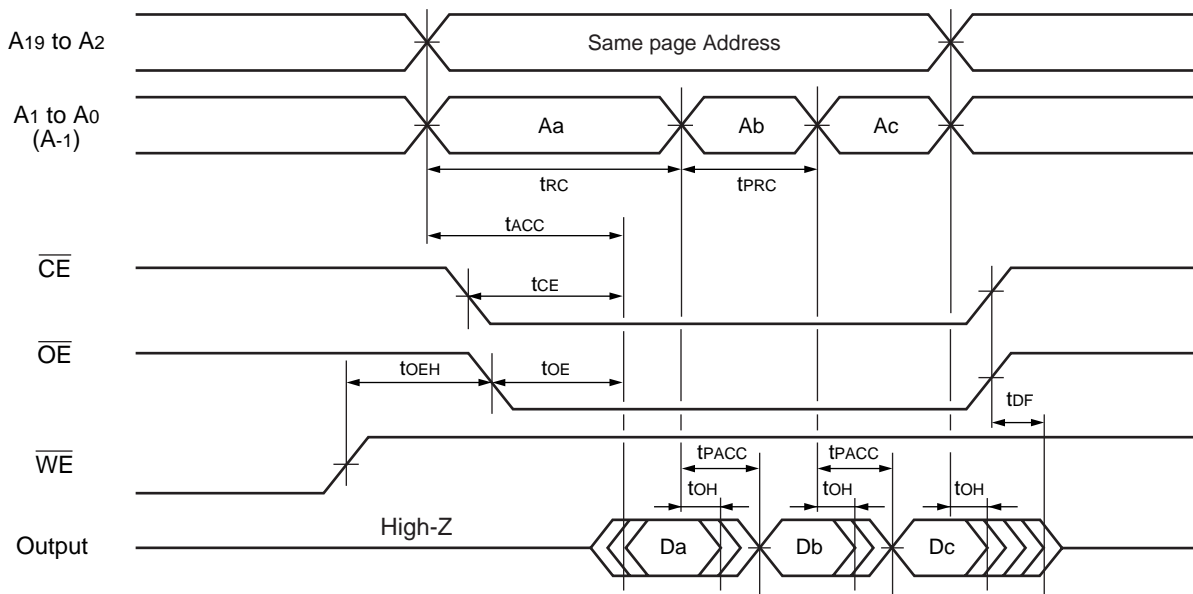 A19 to A2
Same page Address
A1 to A0
(A-1)
Aa
Ab
Ac
tRC
tPRC
tACC
CE
tCE
OE
tOEH
tOE
tDF
WE
tPACC
tPACC
tOH
tOH
tOH
Output
High-Z
Da
Db
Dc